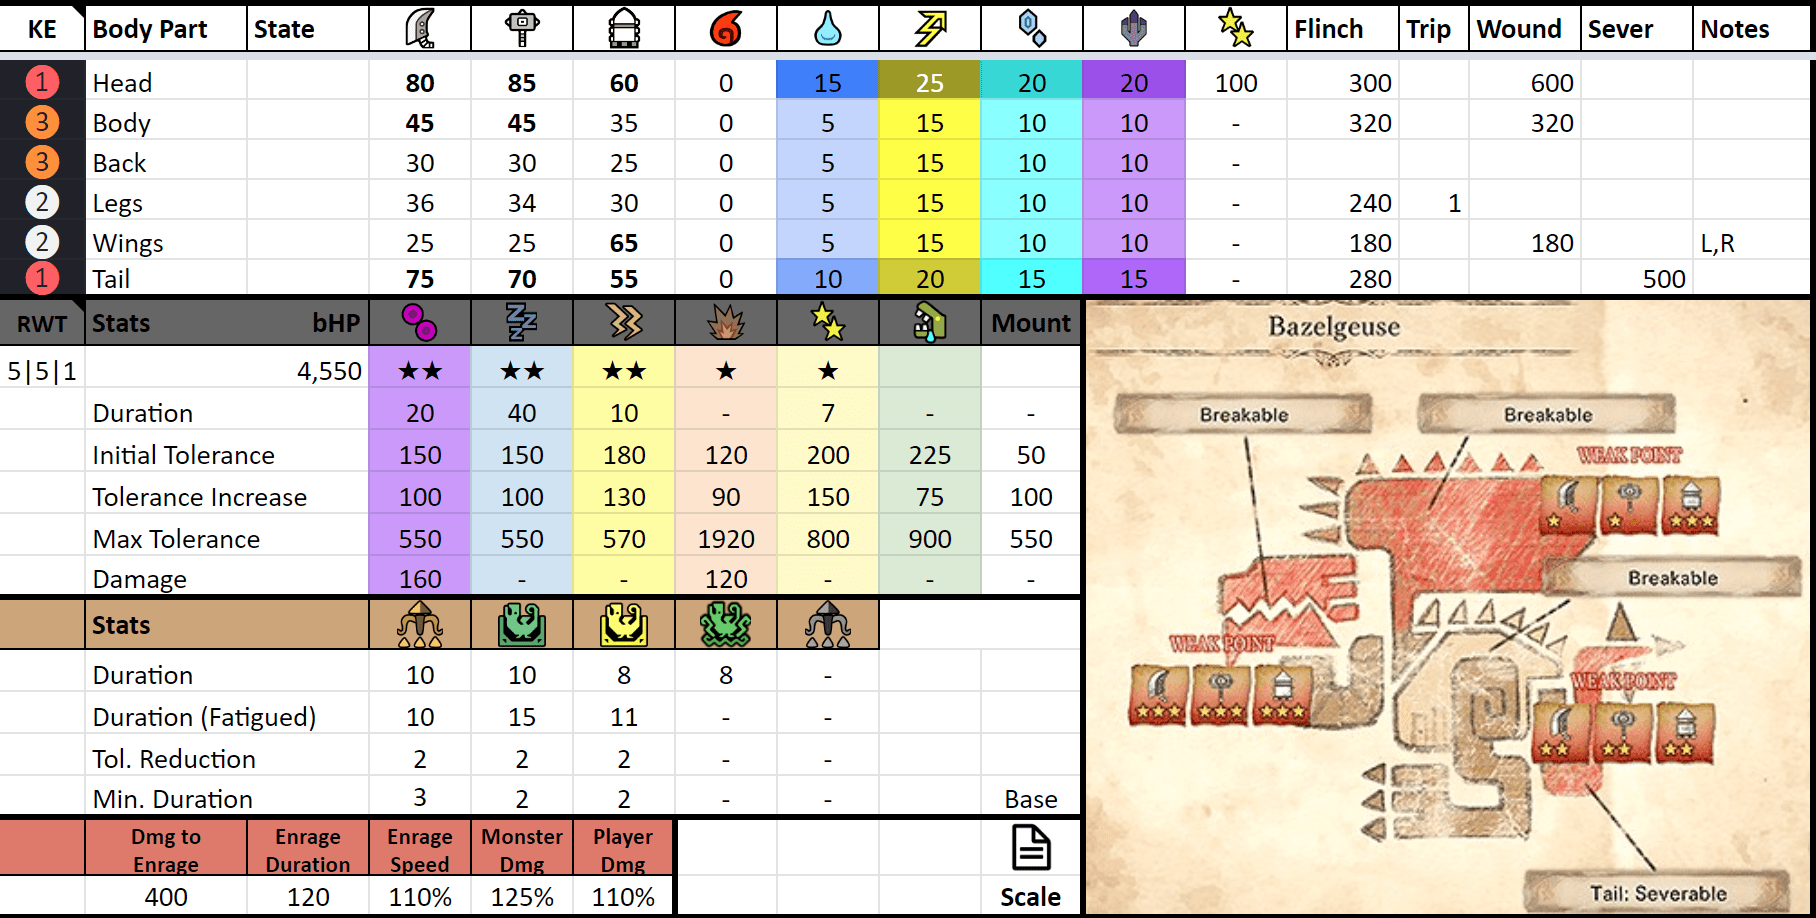 KE Body Part State Flinch Trip Wound Sever Notes
1 Head 80 85 60 0 15 25 20 20 100 300 600
3 Body 45 45 35 0 5 15 10 10 - 320 320
3 Back 30 30 25 0 5 15 10 10 -
2 Legs 36 34 30 0 5 15 10 10 - 240 1
2 Wings 25 25 65 0 5 15 10 10 - 180 180 L,R
1 Tail 75 70 55 0 10 20 15 15 - 280 500
RWT Stats bHP Mount
5|5|1 4,550 ★★ ★★ ★★ ★ ★
Duration 20 40 10 - 7 - -
Initial Tolerance 150 150 180 120 200 225 50
Tolerance Increase 100 100 130 90 150 75 100
Max Tolerance 550 550 570 1920 800 900 550
Damage 160 - - 120 - - -
Stats
Duration 10 10 8 8 -
Duration (Fatigued) 10 15 11 - -
Tol. Reduction 2 2 2 - -
Min. Duration 3 2 2 - - Base
Dmg to Enrage Enrage Monster Player
Enrage Duration Speed Dmg Dmg
400 120 110% 125% 110% Scale
Bazelgeuse
Breakable Breakable
WEAK POINT
Breakable
WEAK POINT
WEAK POINT
Tail: Severable